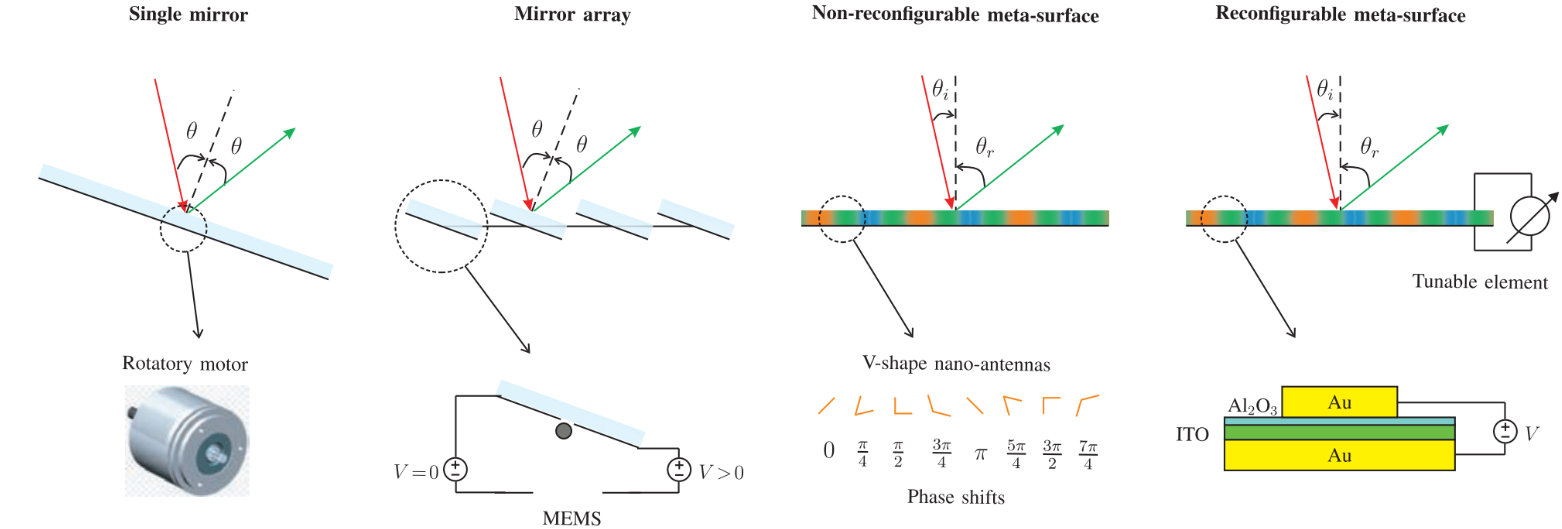 Single mirror
Mirror array
Non-reconfigurable meta-surface
Reconfigurable meta-surface
θ
θ
θ
θ
θi
θr
θi
θr
Tunable element
Rotatory motor
V=0
V>0
MEMS
V-shape nano-antennas
0 π/4 π/2 3π/4 π 5π/4 3π/2 7π/4
Phase shifts
Al₂O₃
Au
ITO
Au
V